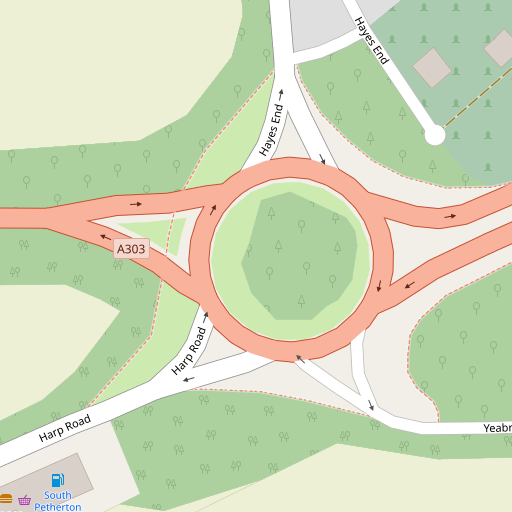 Hayes End
Hayes End
A303
Harp Road
Harp Road
Yeabr
South
Petherton